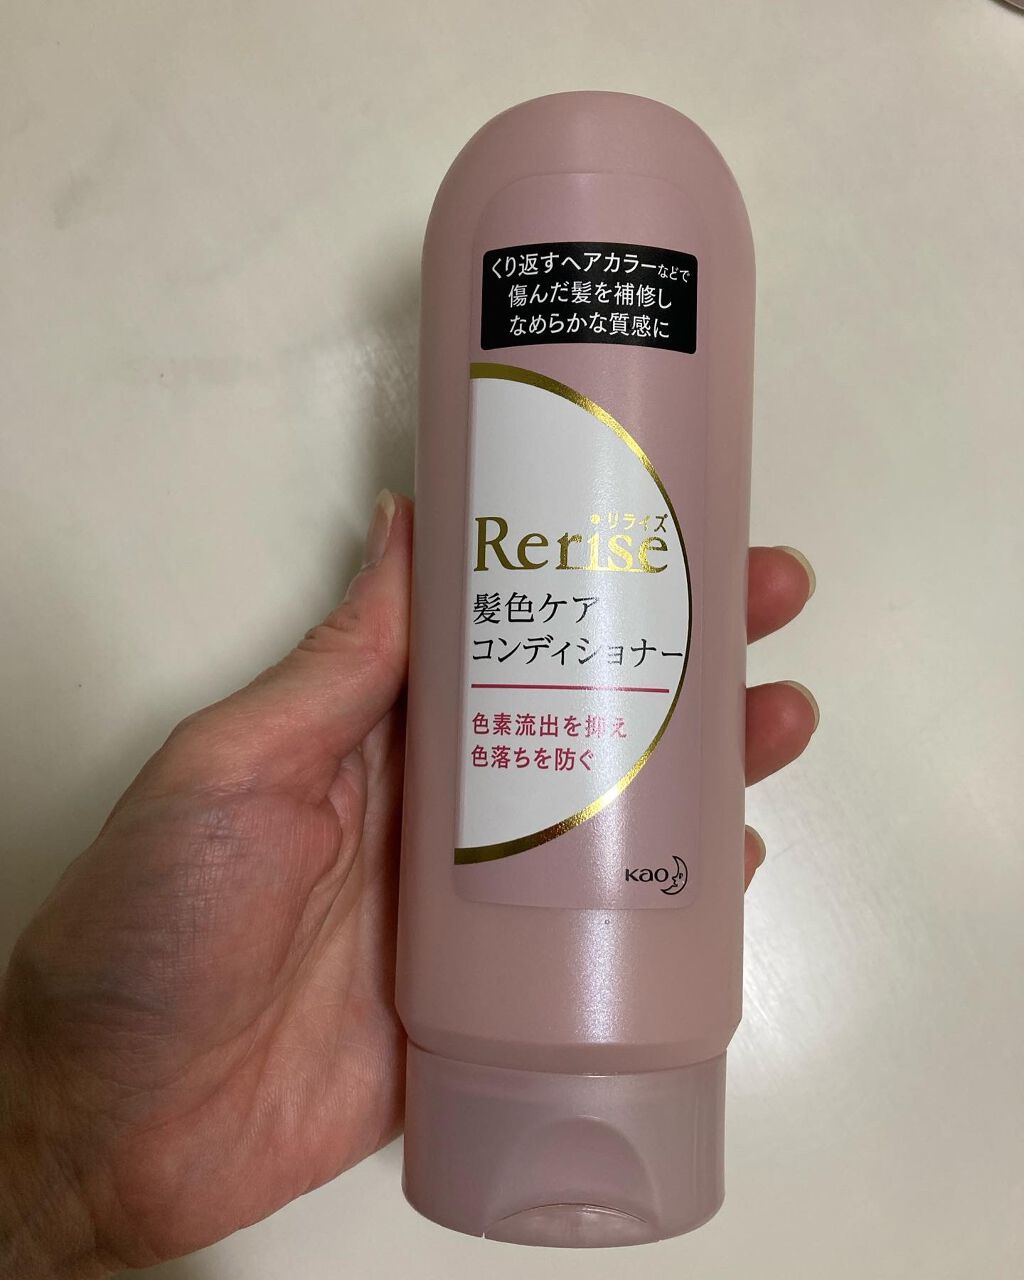 くり返すヘアカラーなどで
傷んだ髪を補修し
なめらかな質感に
リライズ
Rerise
髪色ケア
コンディショナー
色素流出を抑え
色落ちを防ぐ
Kao